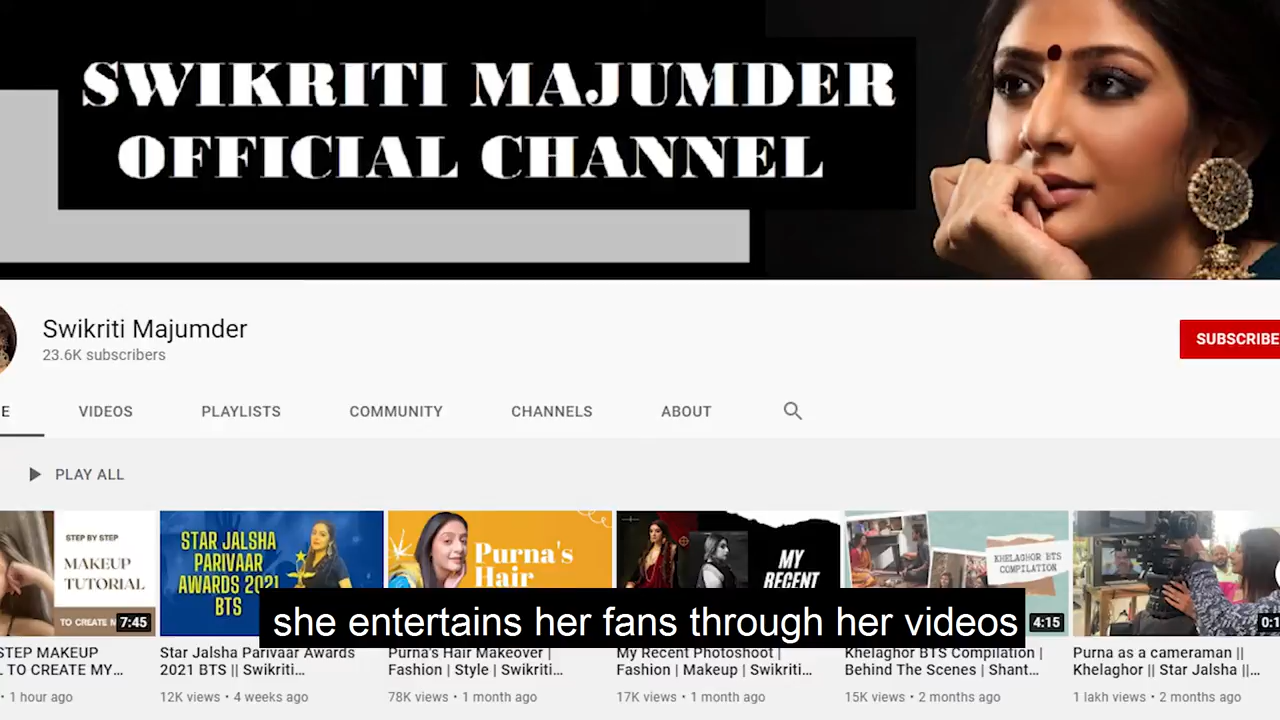 SWIKRITI MAJUMDER
OFFICIAL CHANNEL
Swikriti Majumder
23.6K subscribers
SUBSCRIBE
E
VIDEOS
PLAYLISTS
COMMUNITY
CHANNELS
ABOUT
PLAY ALL
STEP BY STEP
MAKEUP
TUTORIAL
TO CREATE
7:45
STAR JALSHA
PARIVAAR
AWARDS 2021
BTS
Purna's
Hair
MY
RECENT
KHELAGHOR BTS
COMPILATION
4:15
0:1
she entertains her fans through her videos
STEP MAKEUP
L TO CREATE MY...
• 1 hour ago
Star Jalsha Parivaar Awards
2021 BTS || Swikriti...
12K views • 4 weeks ago
Purna's Hair Makeover |
Fashion | Style | Swikriti...
78K views • 1 month ago
My Recent Photoshoot |
Fashion | Makeup | Swikriti...
17K views • 1 month ago
Khelaghor BTS Compilation |
Behind The Scenes | Shant...
15K views • 2 months ago
Purna as a cameraman ||
Khelaghor || Star Jalsha ||...
1 lakh views • 2 months ago